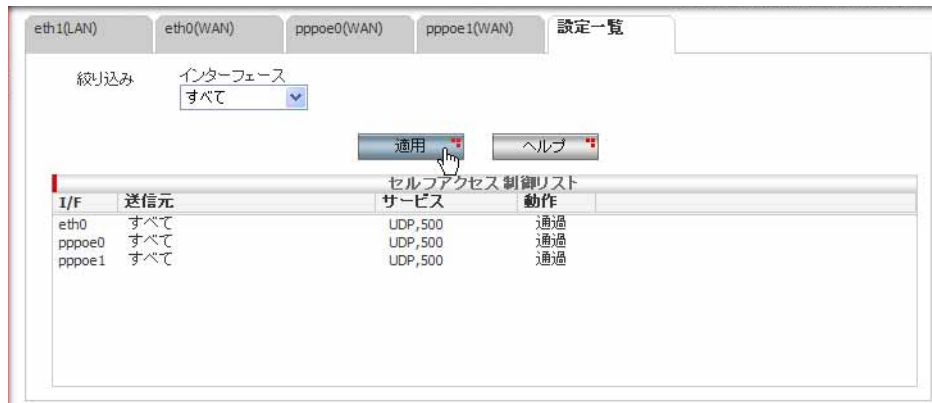 eth1(LAN) eth0(WAN) pppoe0(WAN) pppoe1(WAN) 設定一覧
絞り込み インターフェース
すべて
適用 ヘルプ
セルフアクセス制御リスト
I/F 送信元 サービス 動作
eth0 すべて UDP,500 通過
pppoe0 すべて UDP,500 通過
pppoe1 すべて UDP,500 通過